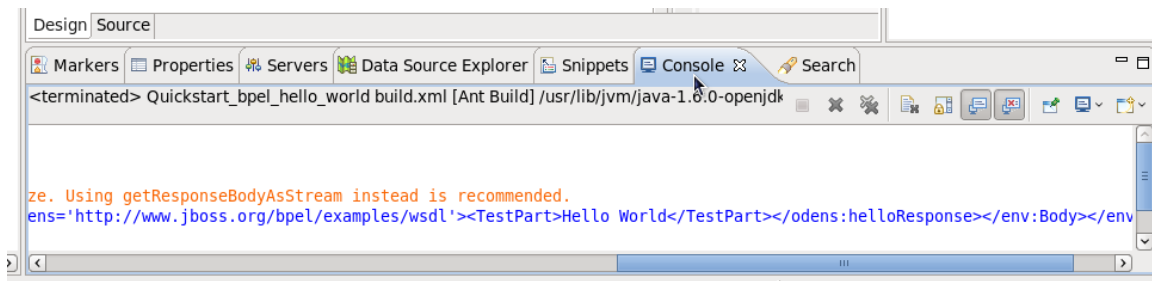 Design Source
Markers Properties Servers Data Source Explorer Snippets Console Search
<terminated> Quickstart_bpel_hello_world build.xml [Ant Build] /usr/lib/jvm/java-1.6.0-openjdk
ze. Using getResponseBodyAsStream instead is recommended.
ens='http://www.jboss.org/bpel/examples/wsdl'><TestPart>Hello World</TestPart></odens:helloResponse></env:Body></env